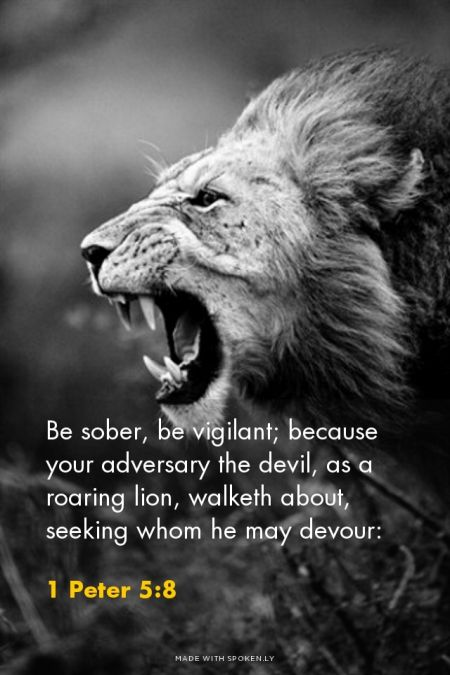 Be sober, be vigilant; because
your adversary the devil, as a
roaring lion, walketh about,
seeking whom he may devour:
1 Peter 5:8
MADE WITH SPOKEN.LY